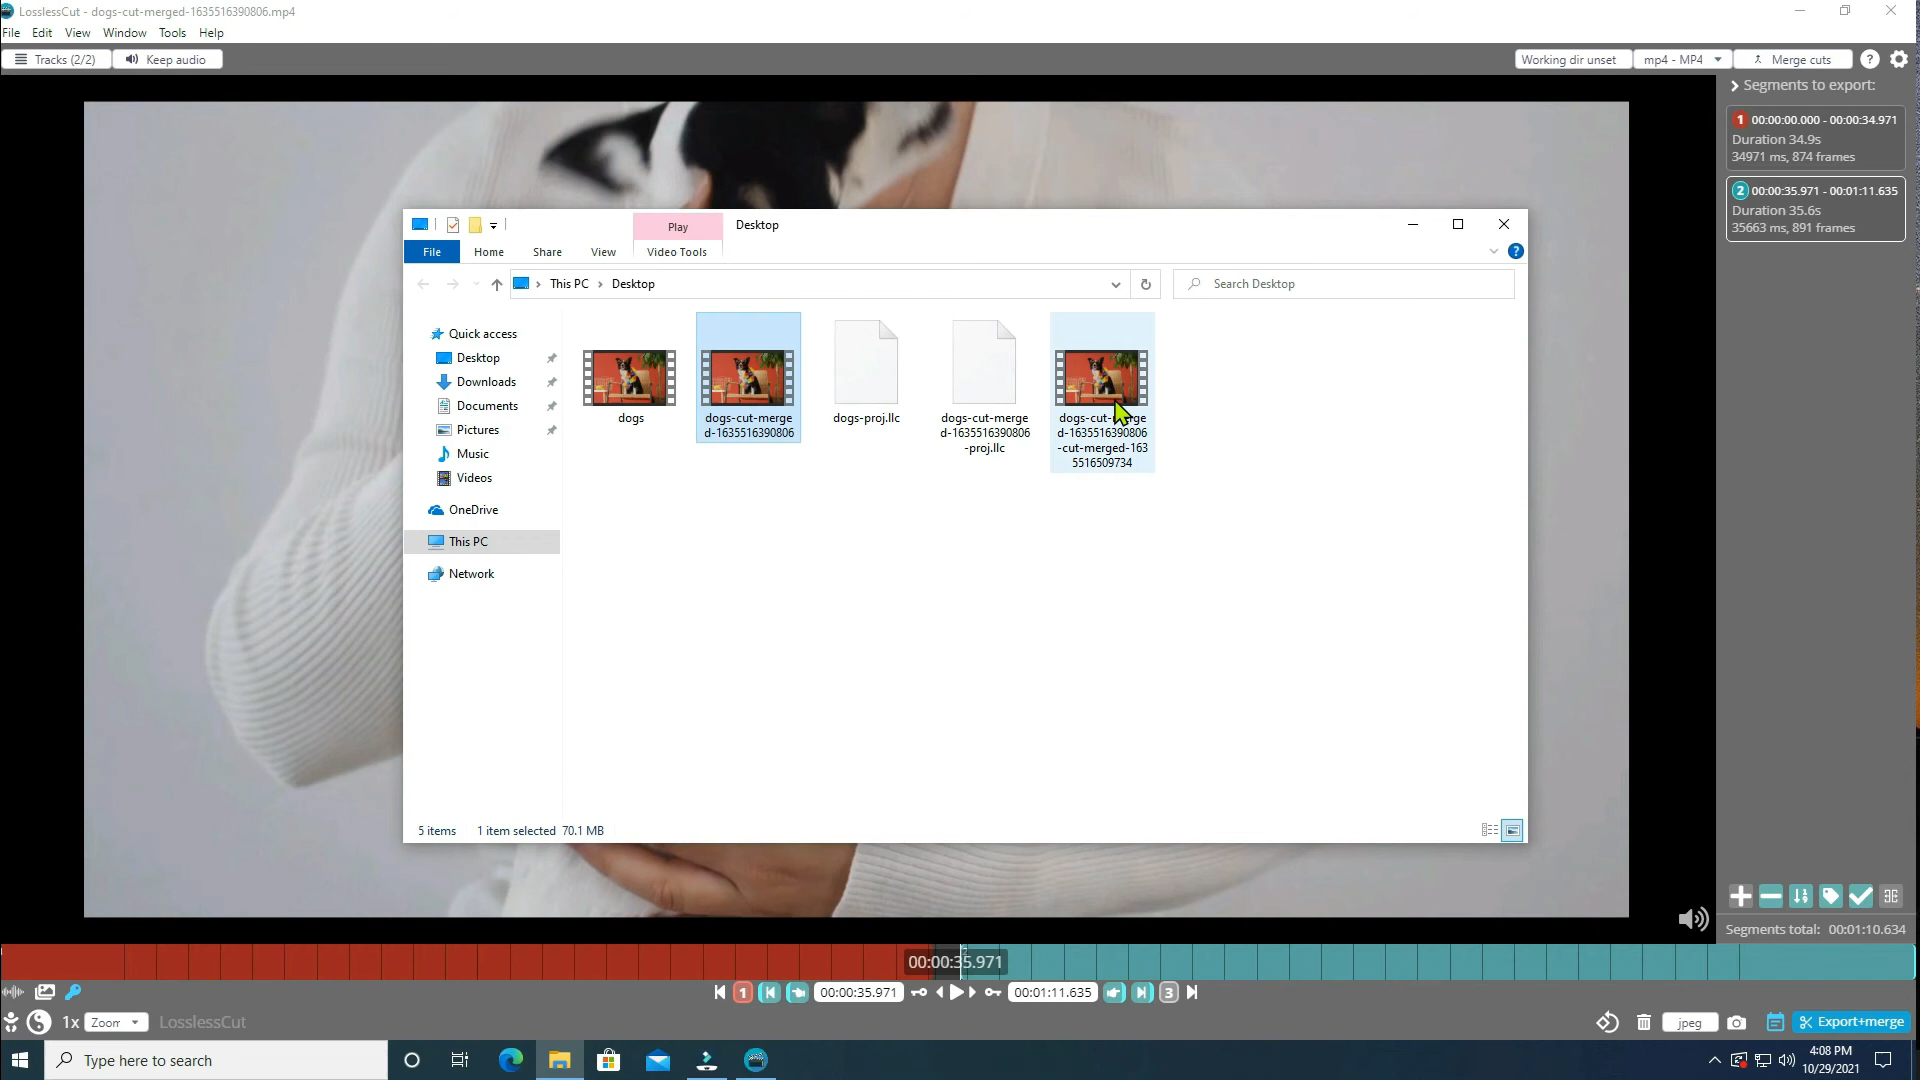 LosslessCut - dogs-cut-merged-1635516390806.mp4
File Edit View Window Tools Help
Tracks (2/2) Keep audio Working dir unset mp4 - MP4 Merge cuts ?
Segments to export:
1 00:00:00.000 - 00:00:34.971
Duration 34.9s
34971 ms, 874 frames
2 00:00:35.971 - 00:01:11.635
Duration 35.6s
35663 ms, 891 frames
Play Desktop
File Home Share View Video Tools ?
This PC Desktop Search Desktop
Quick access
Desktop
Downloads
Documents
Pictures
Music
Videos
OneDrive
This PC
Network
dogs
dogs-cut-merge
d-1635516390806
dogs-proj.llc
dogs-cut-merge
d-1635516390806
-proj.llc
dogs-cut-merge
d-1635516390806
-cut-merged-163
5516509734
5 items 1 item selected 70.1 MB
Segments total: 00:01:10.634
00:00:35.971
1 00:00:35.971 00:01:11.635 3
1x Zoom LosslessCut jpeg Export+merge
Type here to search
4:08 PM
10/29/2021